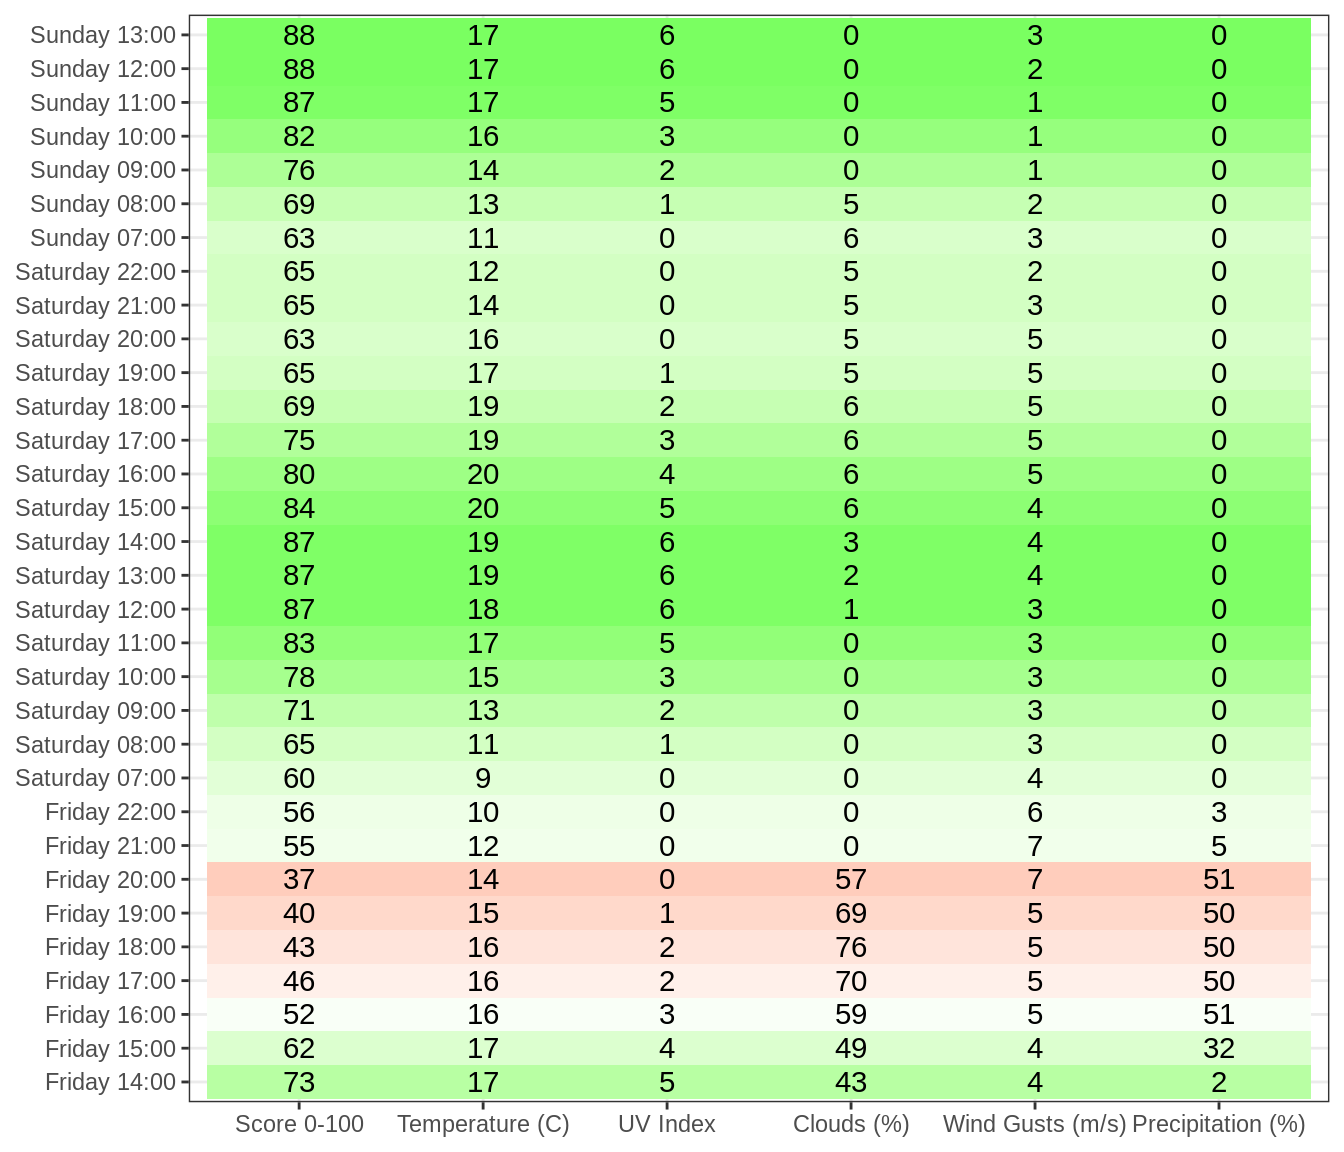 Sunday 13:00 88 17 6 0 3 0
Sunday 12:00 88 17 6 0 2 0
Sunday 11:00 87 17 5 0 1 0
Sunday 10:00 82 16 3 0 1 0
Sunday 09:00 76 14 2 0 1 0
Sunday 08:00 69 13 1 5 2 0
Sunday 07:00 63 11 0 6 3 0
Saturday 22:00 65 12 0 5 2 0
Saturday 21:00 65 14 0 5 3 0
Saturday 20:00 63 16 0 5 5 0
Saturday 19:00 65 17 1 5 5 0
Saturday 18:00 69 19 2 6 5 0
Saturday 17:00 75 19 3 6 5 0
Saturday 16:00 80 20 4 6 5 0
Saturday 15:00 84 20 5 6 4 0
Saturday 14:00 87 19 6 3 4 0
Saturday 13:00 87 19 6 2 4 0
Saturday 12:00 87 18 6 1 3 0
Saturday 11:00 83 17 5 0 3 0
Saturday 10:00 78 15 3 0 3 0
Saturday 09:00 71 13 2 0 3 0
Saturday 08:00 65 11 1 0 3 0
Saturday 07:00 60 9 0 0 4 0
Friday 22:00 56 10 0 0 6 3
Friday 21:00 55 12 0 0 7 5
Friday 20:00 37 14 0 57 7 51
Friday 19:00 40 15 1 69 5 50
Friday 18:00 43 16 2 76 5 50
Friday 17:00 46 16 2 70 5 50
Friday 16:00 52 16 3 59 5 51
Friday 15:00 62 17 4 49 4 32
Friday 14:00 73 17 5 43 4 2
Score 0-100 Temperature (C) UV Index Clouds (%) Wind Gusts (m/s) Precipitation (%)